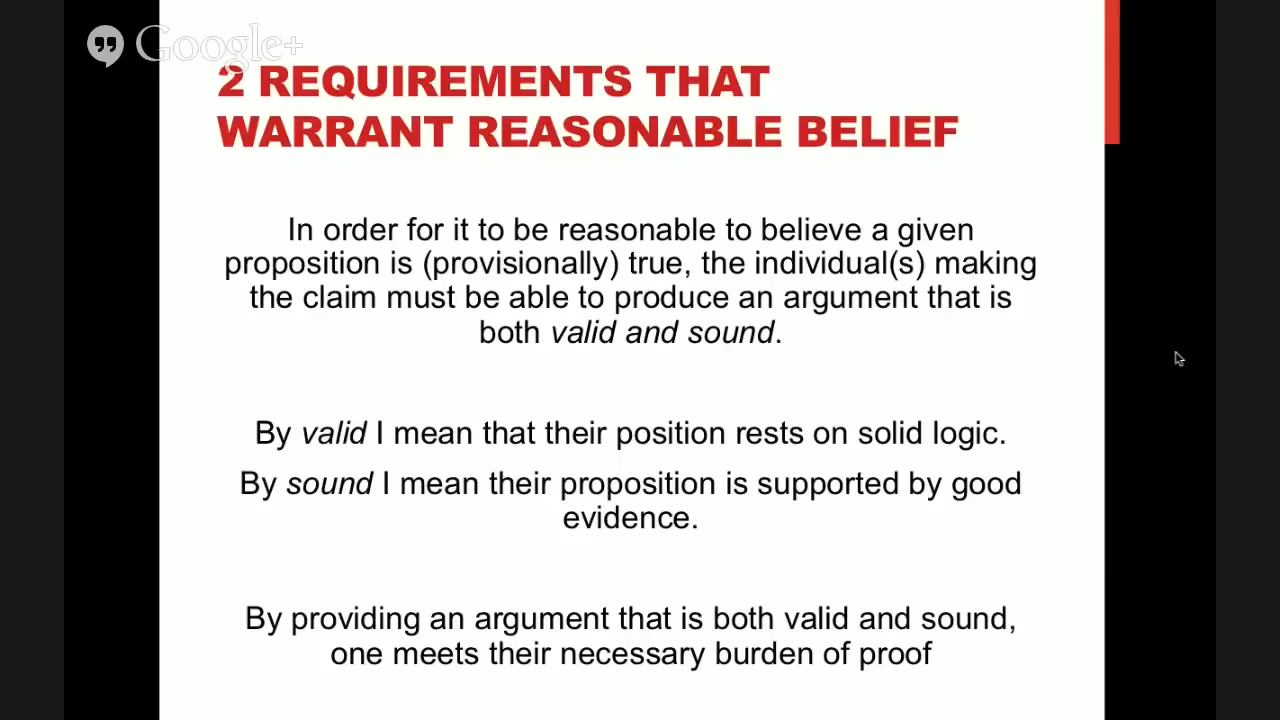 Google+
2 REQUIREMENTS THAT
WARRANT REASONABLE BELIEF
In order for it to be reasonable to believe a given
proposition is (provisionally) true, the individual(s) making
the claim must be able to produce an argument that is
both valid and sound.
By valid I mean that their position rests on solid logic.
By sound I mean their proposition is supported by good
evidence.
By providing an argument that is both valid and sound,
one meets their necessary burden of proof